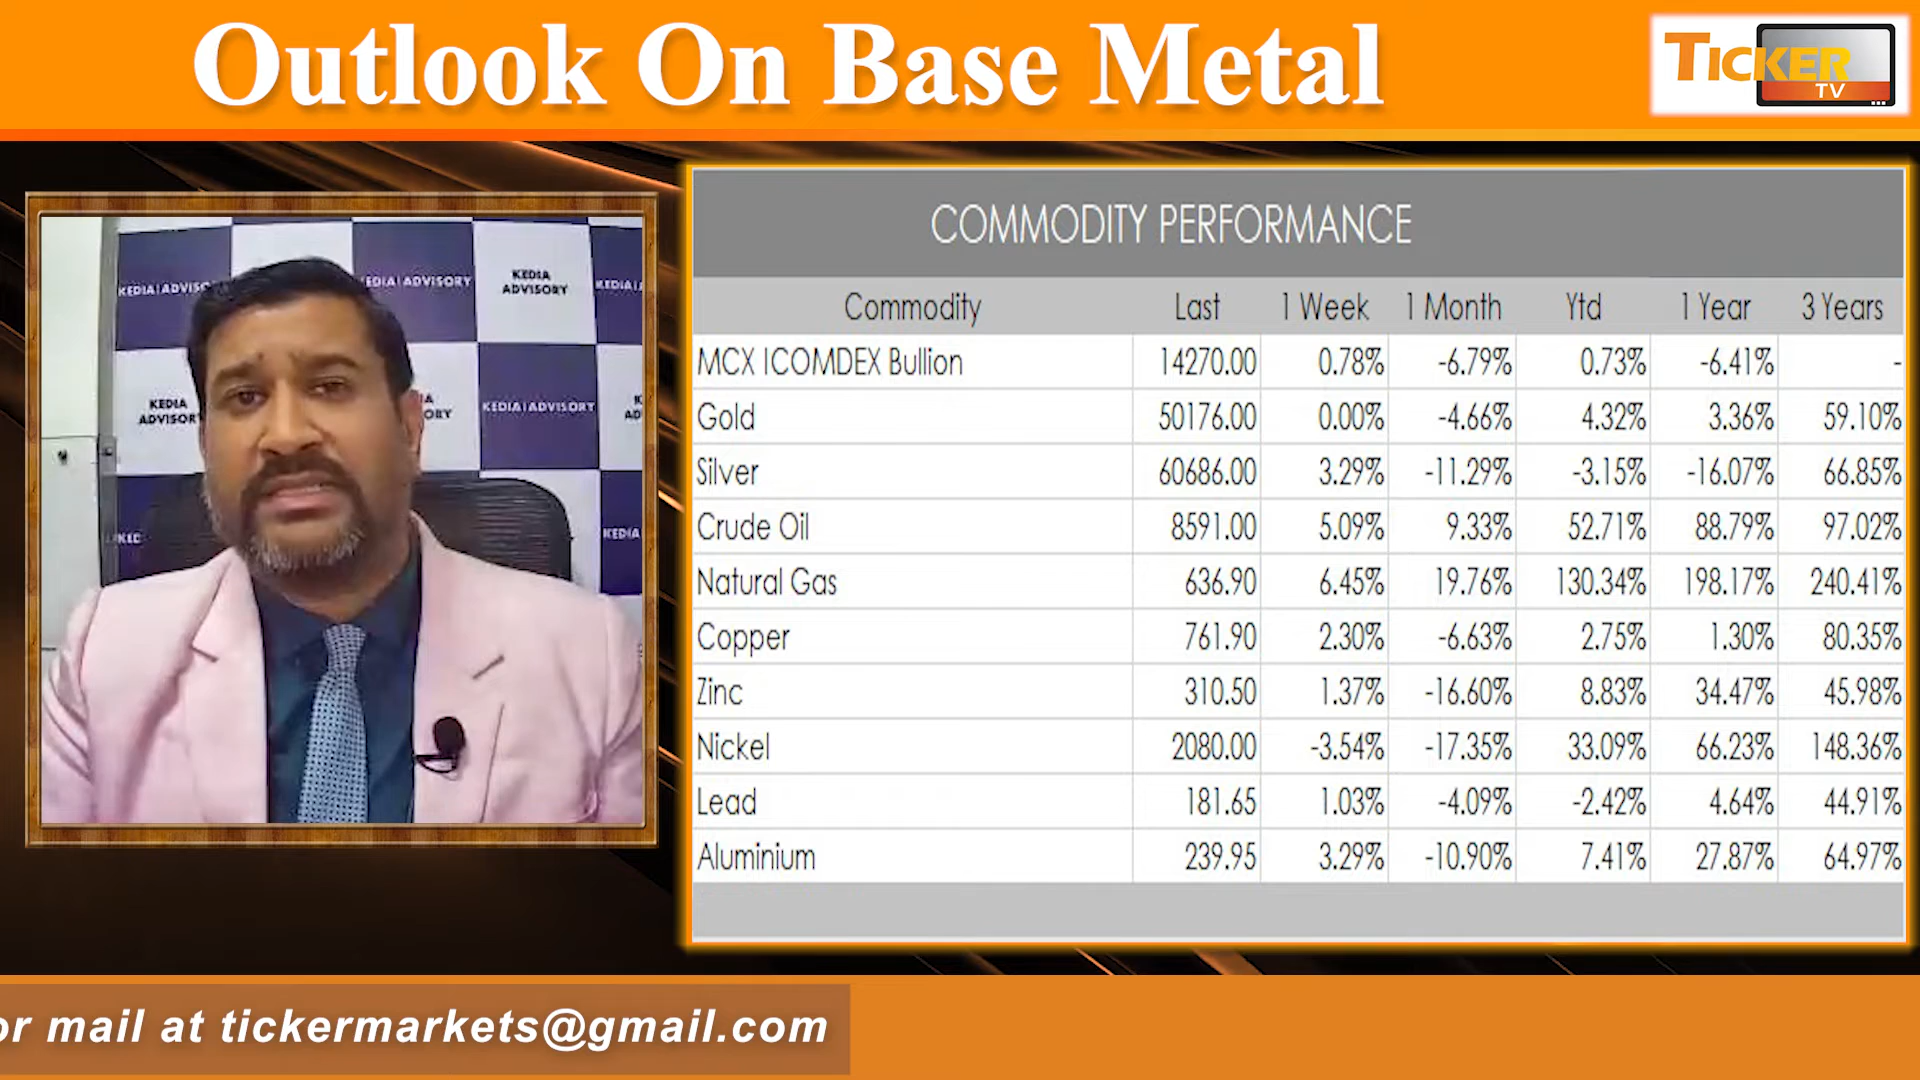 Outlook On Base Metal
TICKER
TV
KEDIA
ADVISORY
KEDIA | ADVISORY
KEDIA
ADVISORY
COMMODITY PERFORMANCE
Commodity Last 1 Week 1 Month Ytd 1 Year 3 Years
MCX ICOMDEX Bullion 14270.00 0.78% -6.79% 0.73% -6.41% -
Gold 50176.00 0.00% -4.66% 4.32% 3.36% 59.10%
Silver 60686.00 3.29% -11.29% -3.15% -16.07% 66.85%
Crude Oil 8591.00 5.09% 9.33% 52.71% 88.79% 97.02%
Natural Gas 636.90 6.45% 19.76% 130.34% 198.17% 240.41%
Copper 761.90 2.30% -6.63% 2.75% 1.30% 80.35%
Zinc 310.50 1.37% -16.60% 8.83% 34.47% 45.98%
Nickel 2080.00 -3.54% -17.35% 33.09% 66.23% 148.36%
Lead 181.65 1.03% -4.09% -2.42% 4.64% 44.91%
Aluminium 239.95 3.29% -10.90% 7.41% 27.87% 64.97%
or mail at tickermarkets@gmail.com